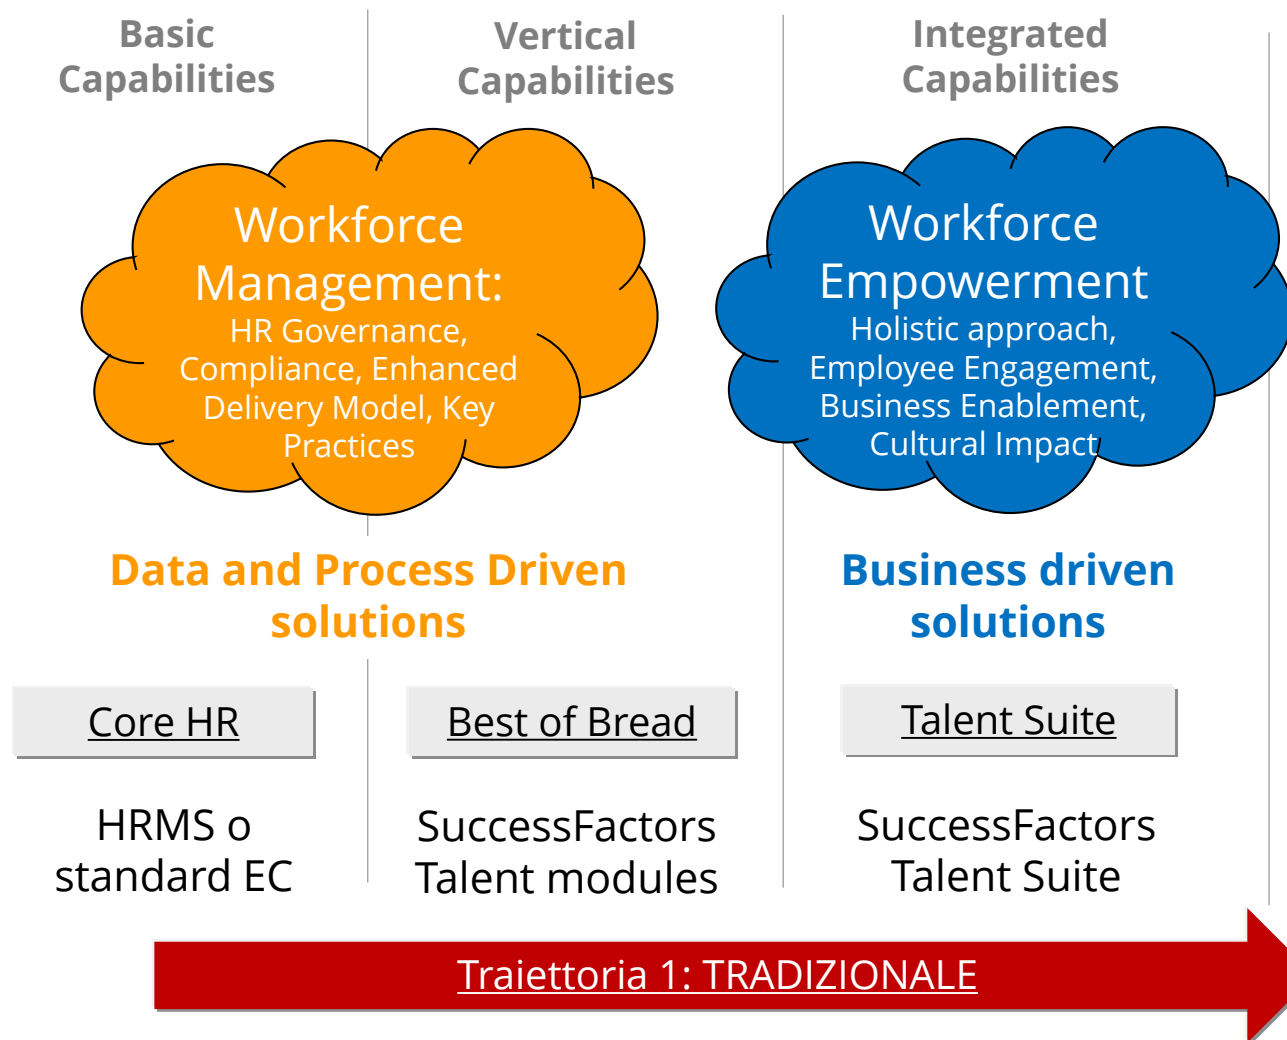 Basic
Capabilities
Vertical
Capabilities
Integrated
Capabilities
Workforce
Management:
HR Governance,
Compliance, Enhanced
Delivery Model, Key
Practices
Workforce
Empowerment
Holistic approach,
Employee Engagement,
Business Enablement,
Cultural Impact
Data and Process Driven
solutions
Business driven
solutions
Core HR
Best of Bread
Talent Suite
HRMS o
standard EC
SuccessFactors
Talent modules
SuccessFactors
Talent Suite
Traiettoria 1: TRADIZIONALE